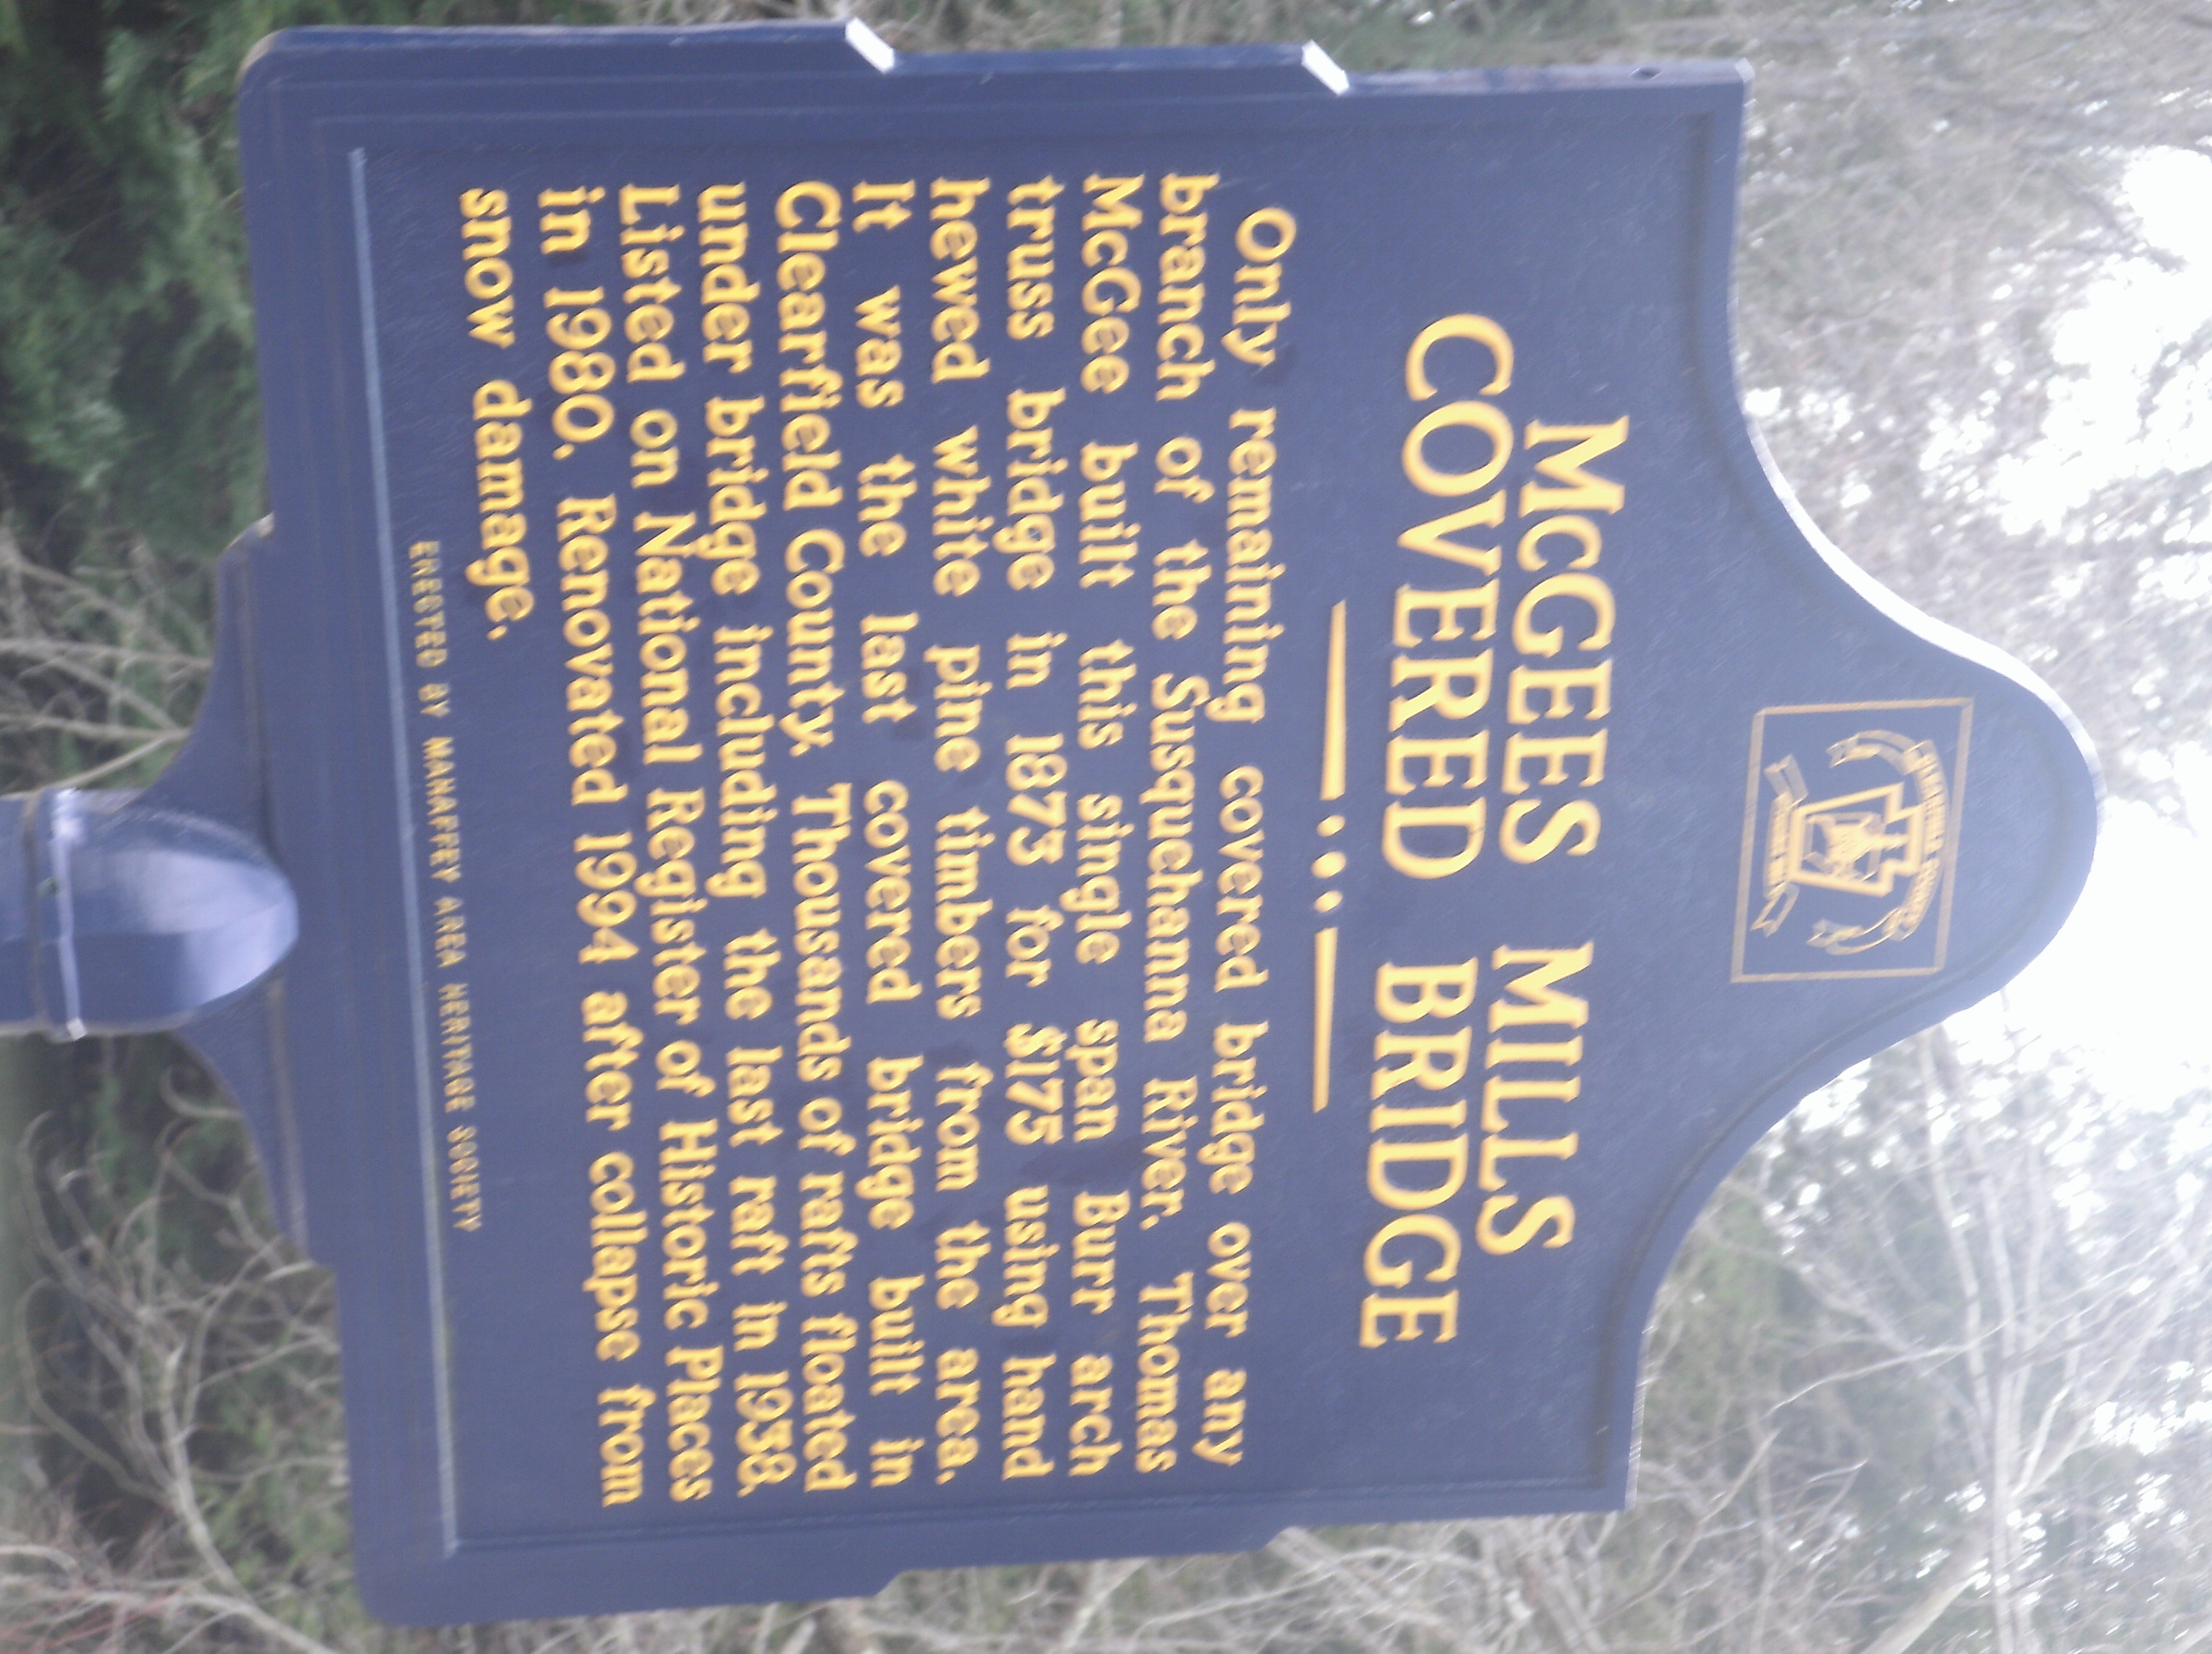 McGEES MILLS
COVERED BRIDGE
Only remaining covered bridge over any
branch of the Susquehanna River. Thomas
McGee built this single span Burr arch
truss bridge in 1873 for $175 using hand
hewed white pine timbers from the area.
It was the last covered bridge built in
Clearfield County. Thousands of rafts floated
under bridge including the last raft in 1938.
Listed on National Register of Historic Places
in 1980. Renovated 1994 after collapse from
snow damage.
ERECTED BY MAHAFFEY AREA HERITAGE SOCIETY